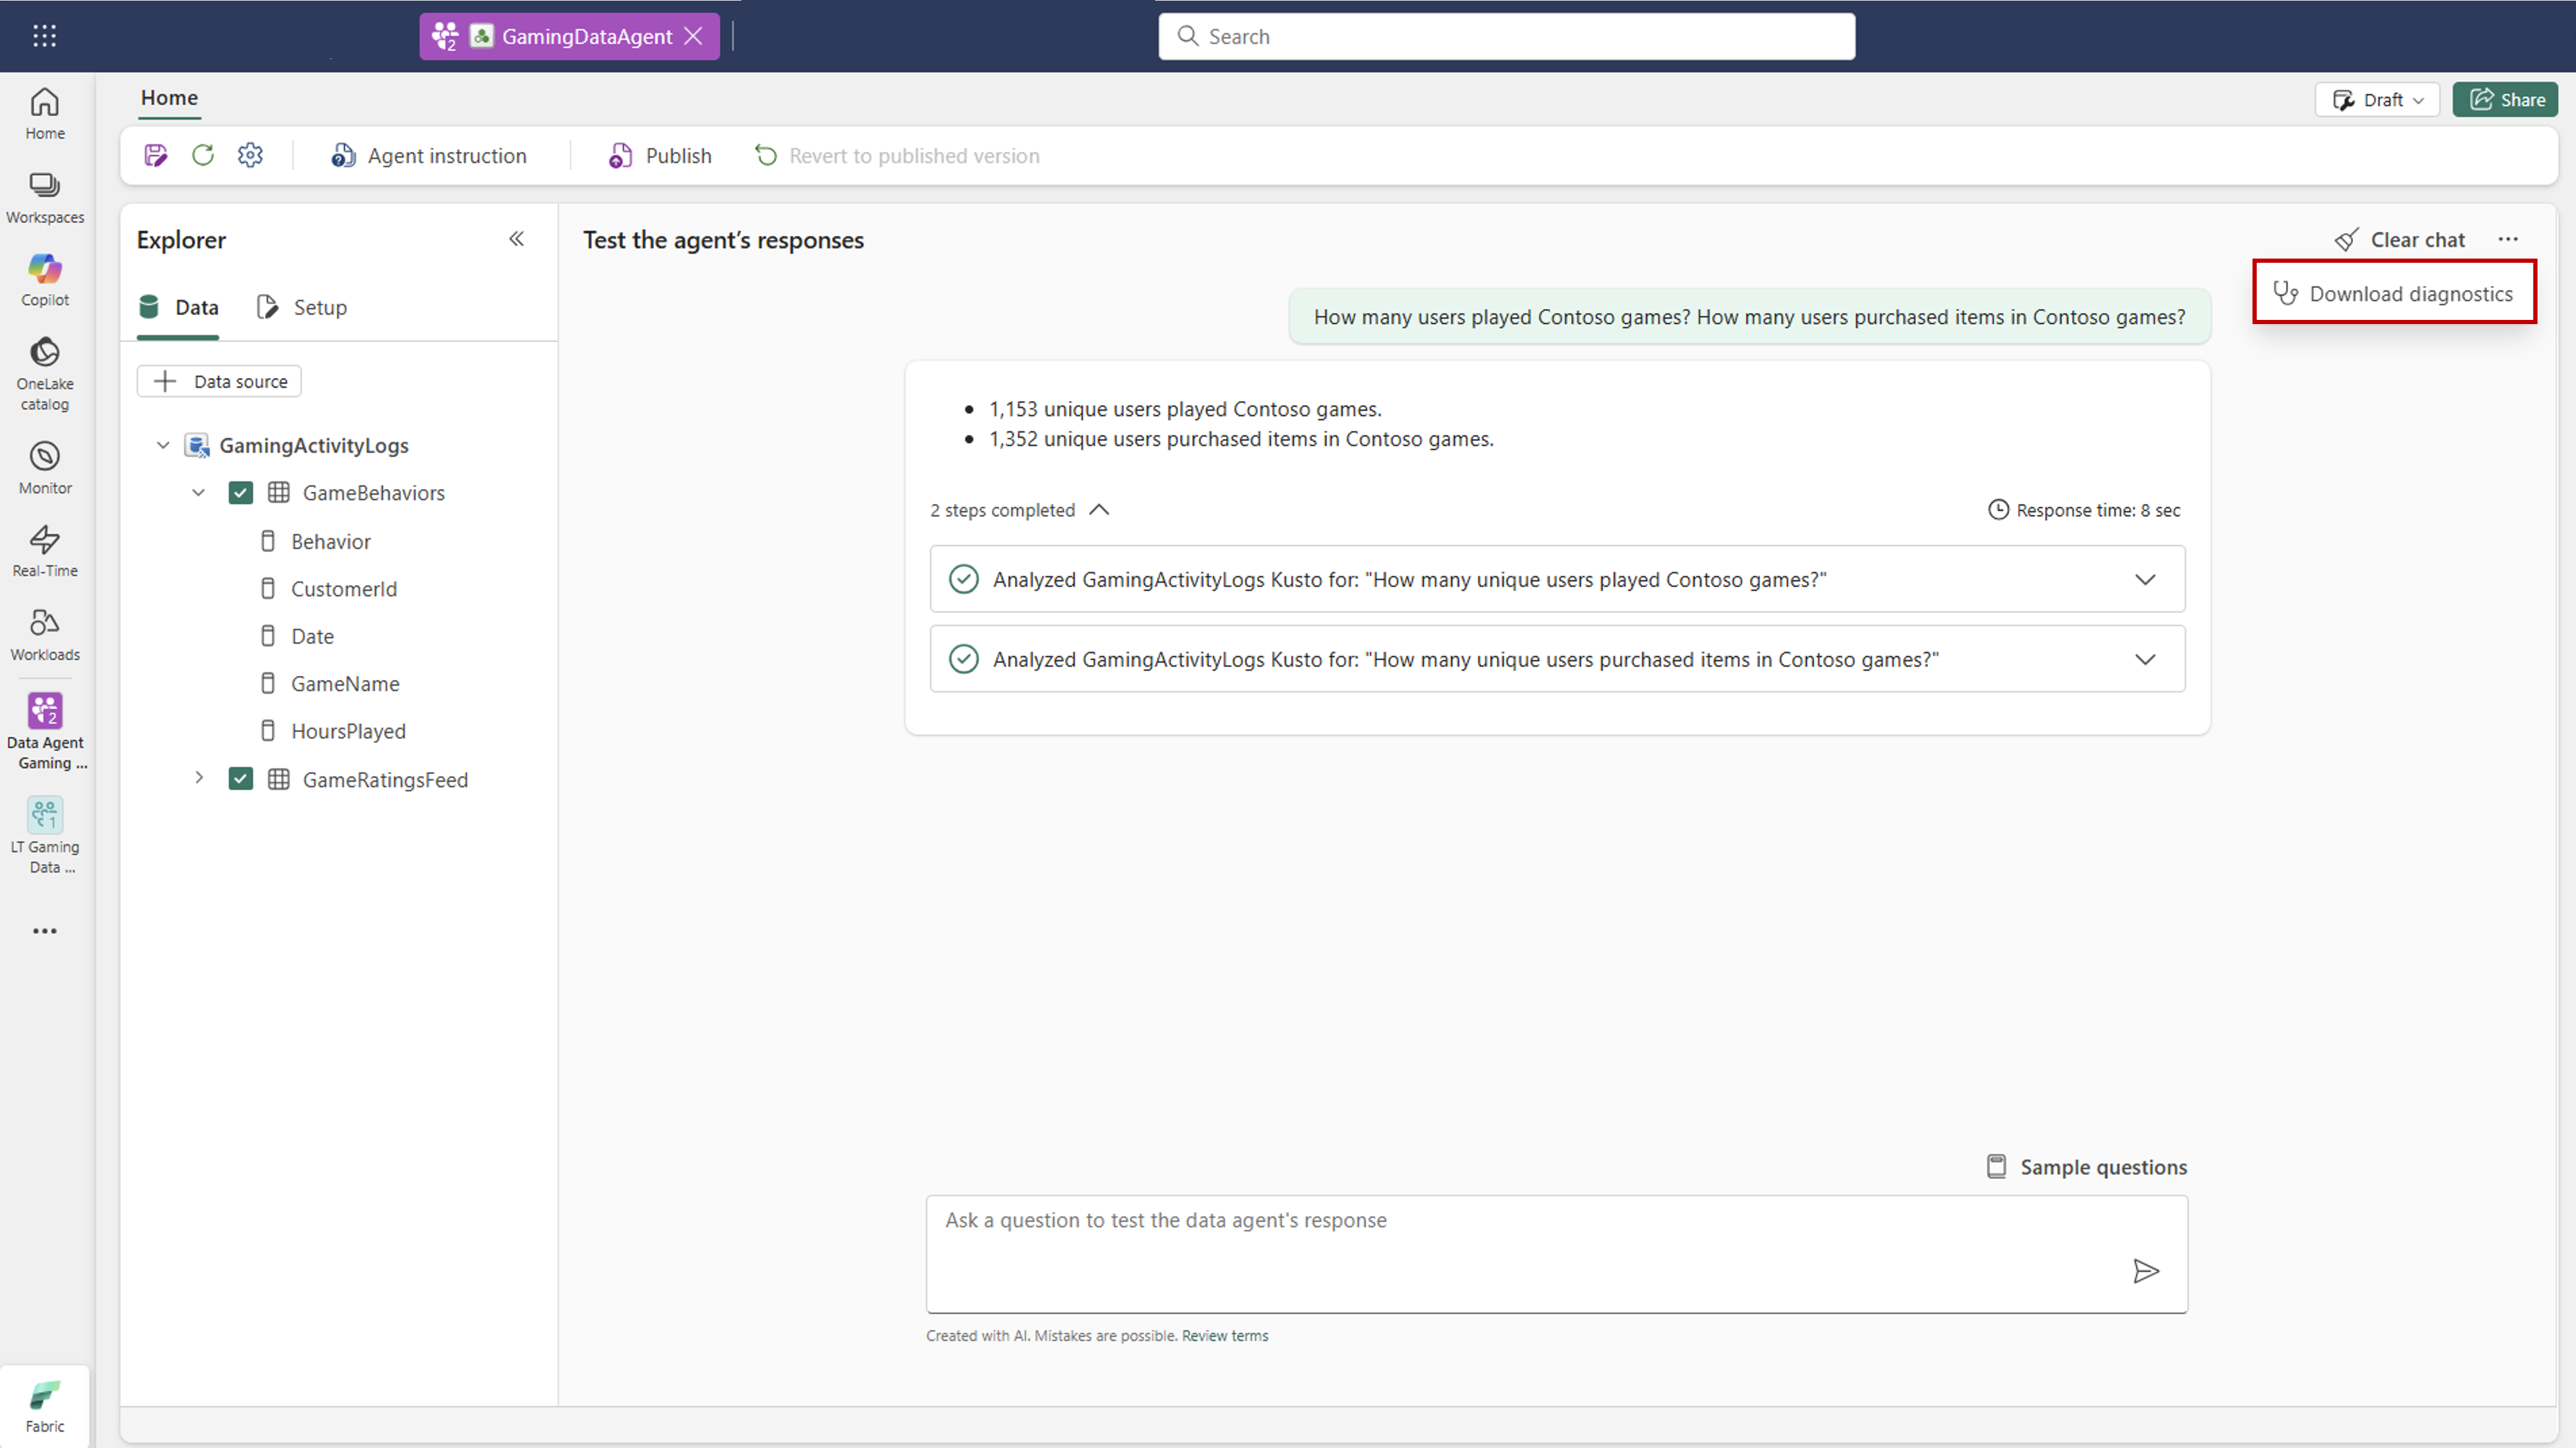 2 GamingDataAgent
Search
Home
Draft
Share
Agent instruction
Publish
Revert to published version
Home
Workspaces
Copilot
OneLake
catalog
Monitor
Real-Time
Workloads
2
Data Agent
Gaming ...
1
LT Gaming
Data ...
Fabric
Explorer
Data
Setup
Data source
GamingActivityLogs
GameBehaviors
Behavior
CustomerId
Date
GameName
HoursPlayed
GameRatingsFeed
Test the agent's responses
Clear chat
Download diagnostics
How many users played Contoso games? How many users purchased items in Contoso games?
1,153 unique users played Contoso games.
1,352 unique users purchased items in Contoso games.
2 steps completed
Response time: 8 sec
Analyzed GamingActivityLogs Kusto for: "How many unique users played Contoso games?"
Analyzed GamingActivityLogs Kusto for: "How many unique users purchased items in Contoso games?"
Sample questions
Ask a question to test the data agent's response
Created with AI. Mistakes are possible. Review terms